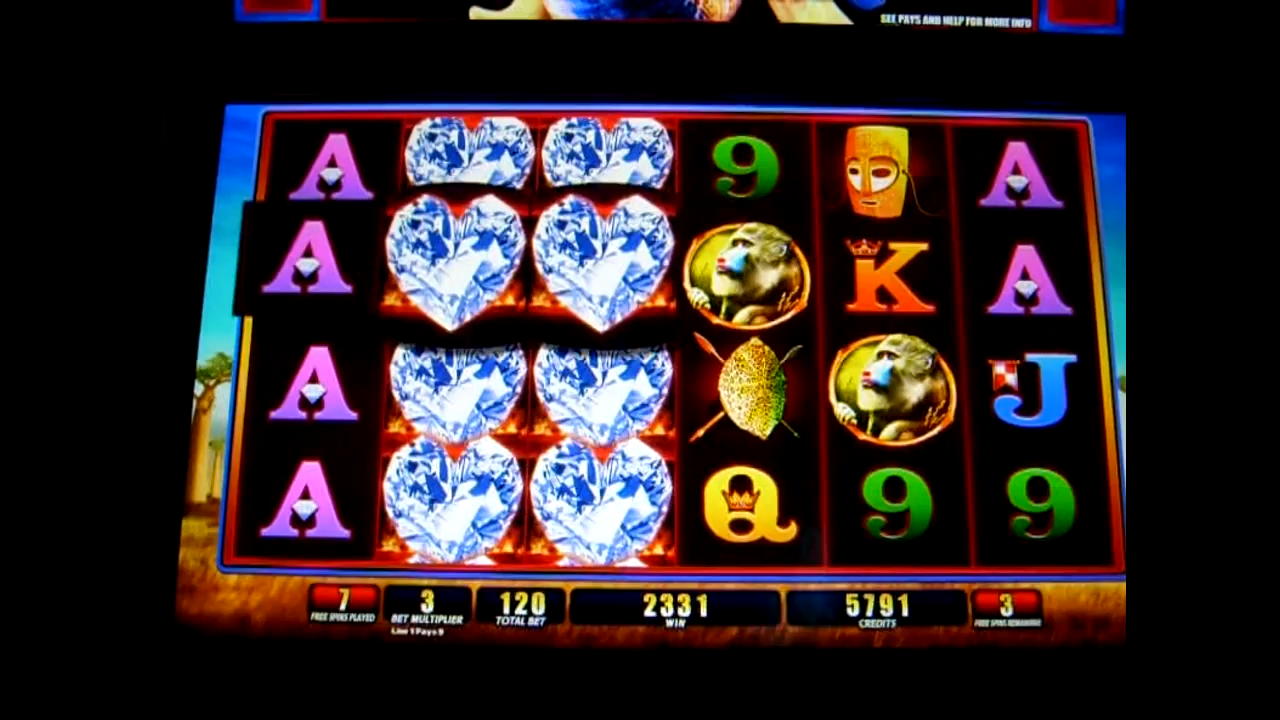 SEE PAYS AND HELP FOR MORE INFO
A 9 A
A K A
A J
A Q 9 9
7 3 120 2331 5791 3
FREE SPINS PLAYED BET MULTIPLIER TOTAL BET WIN CREDITS FREE SPINS REMAINING
Line 1 Pays 9